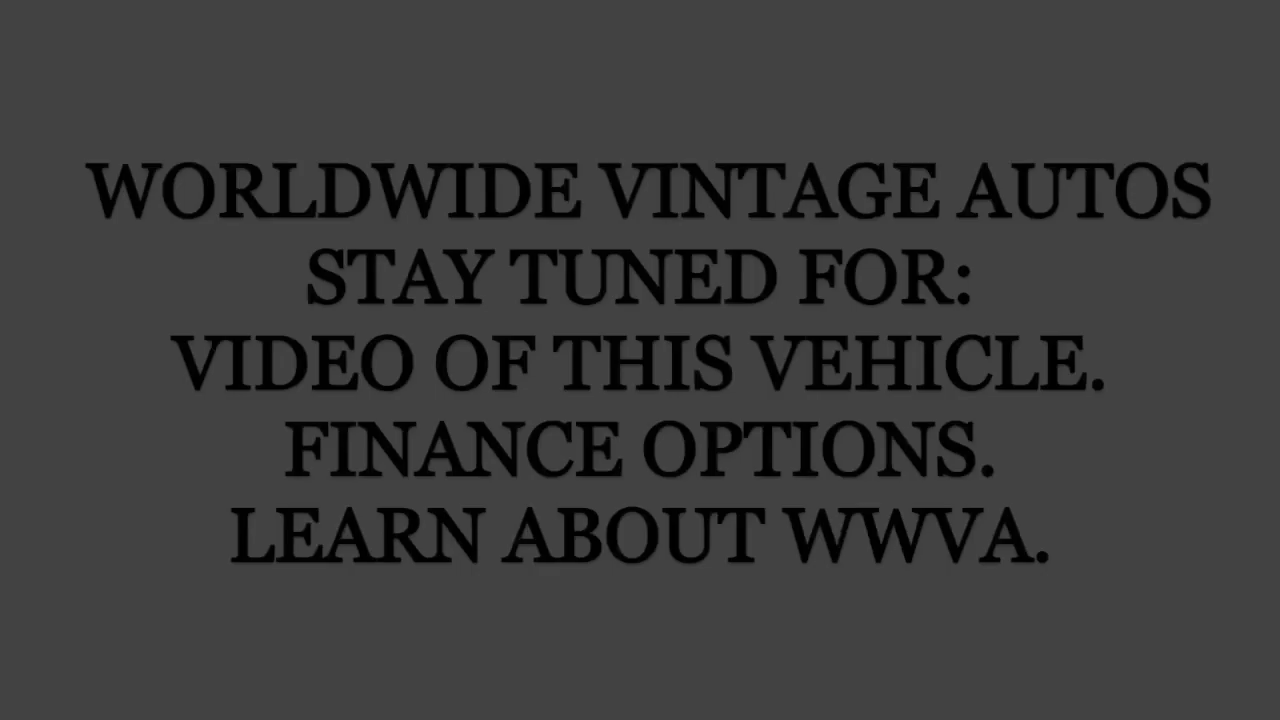 WORLDWIDE VINTAGE AUTOS
STAY TUNED FOR:
VIDEO OF THIS VEHICLE.
FINANCE OPTIONS.
LEARN ABOUT WWVA.